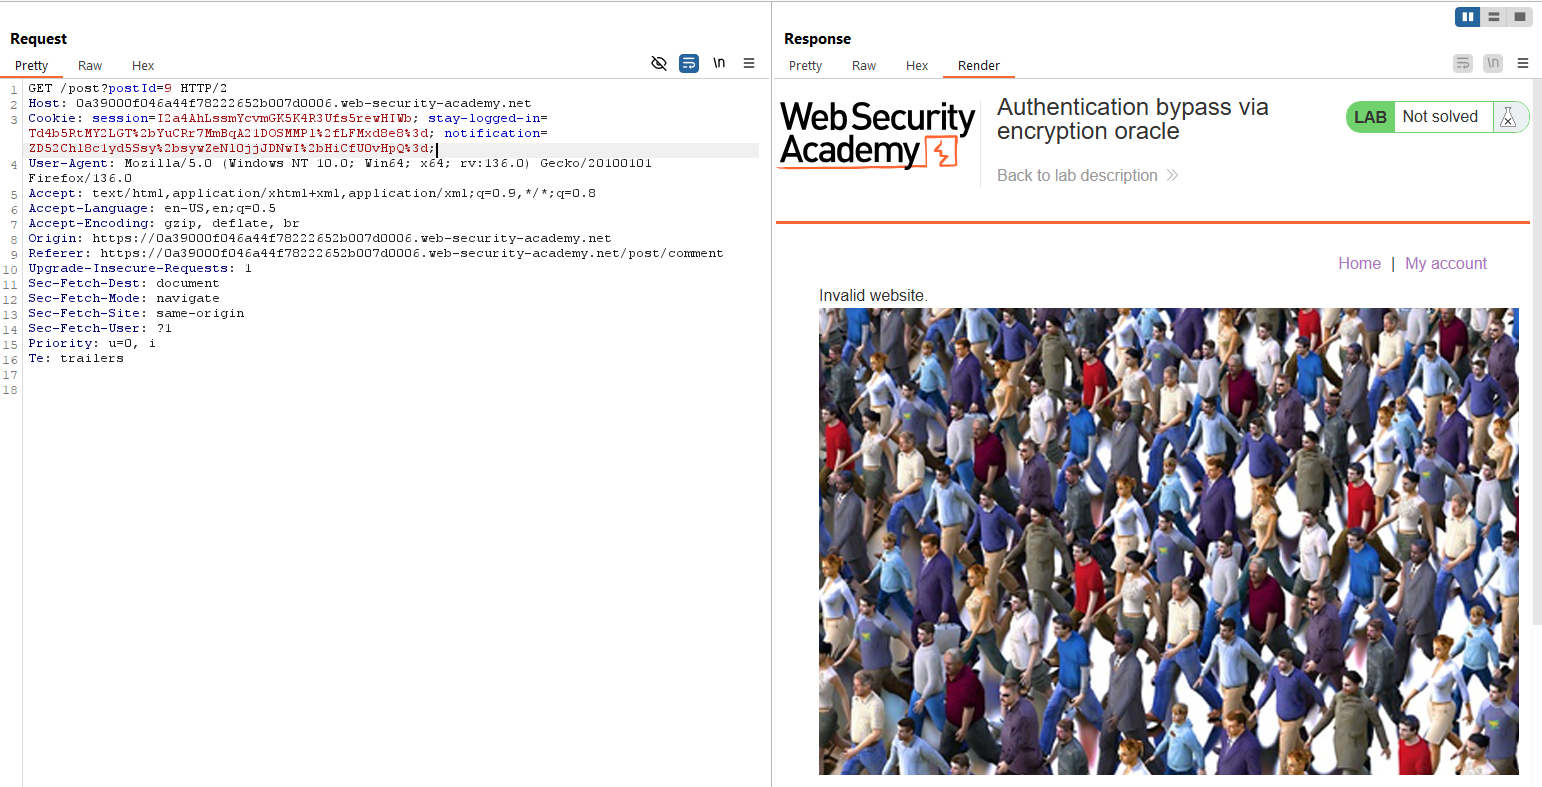 Request
Pretty Raw Hex \n
1 GET /post?postId=9 HTTP/2
2 Host: 0a39000f046a44f78222652b007d0006.web-security-academy.net
3 Cookie: session=I2a4AhLssmYcvmGK5K4R3Ufs5rewHIWb; stay-logged-in=
Td4b5RtMY2LGT%2bYuCRr7MmBqA21DOSMMPl%2fLFMxd8e8%3d; notification=
ZD52Chl8c1yd5Ssy%2bsywZeNl0jjJDNwI%2bHiCfUOvHpQ%3d;
4 User-Agent: Mozilla/5.0 (Windows NT 10.0; Win64; x64; rv:136.0) Gecko/20100101
Firefox/136.0
5 Accept: text/html,application/xhtml+xml,application/xml;q=0.9,*/*;q=0.8
6 Accept-Language: en-US,en;q=0.5
7 Accept-Encoding: gzip, deflate, br
8 Origin: https://0a39000f046a44f78222652b007d0006.web-security-academy.net
9 Referer: https://0a39000f046a44f78222652b007d0006.web-security-academy.net/post/comment
10 Upgrade-Insecure-Requests: 1
11 Sec-Fetch-Dest: document
12 Sec-Fetch-Mode: navigate
13 Sec-Fetch-Site: same-origin
14 Sec-Fetch-User: ?1
15 Priority: u=0, i
16 Te: trailers
17
18
Response
Pretty Raw Hex Render \n
Web Security
Academy
Authentication bypass via
encryption oracle
Back to lab description
LAB Not solved
Home | My account
Invalid website.